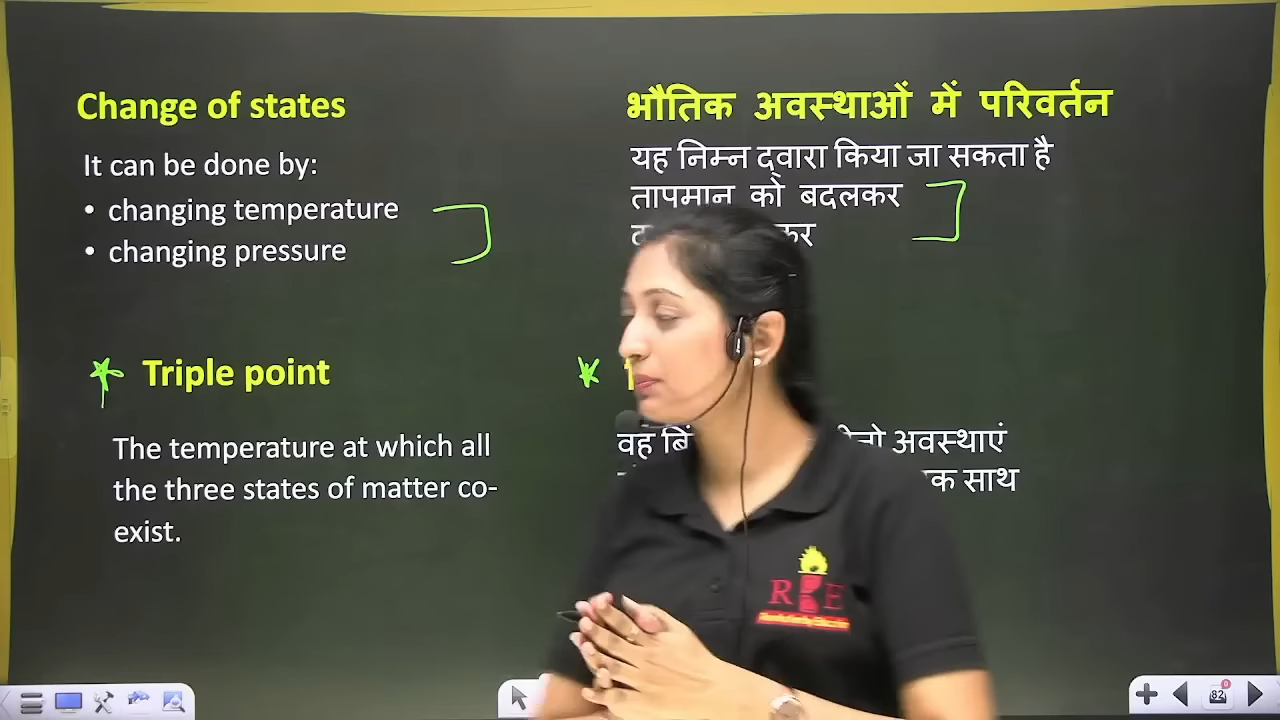 Change of states
It can be done by:
• changing temperature
• changing pressure
Triple point
The temperature at which all
the three states of matter co-
exist.
भौतिक अवस्थाओं में परिवर्तन
यह निम्न द्वारा किया जा सकता है
तापमान को बदलकर
वह अवस्थाएं
साथ
R E
82